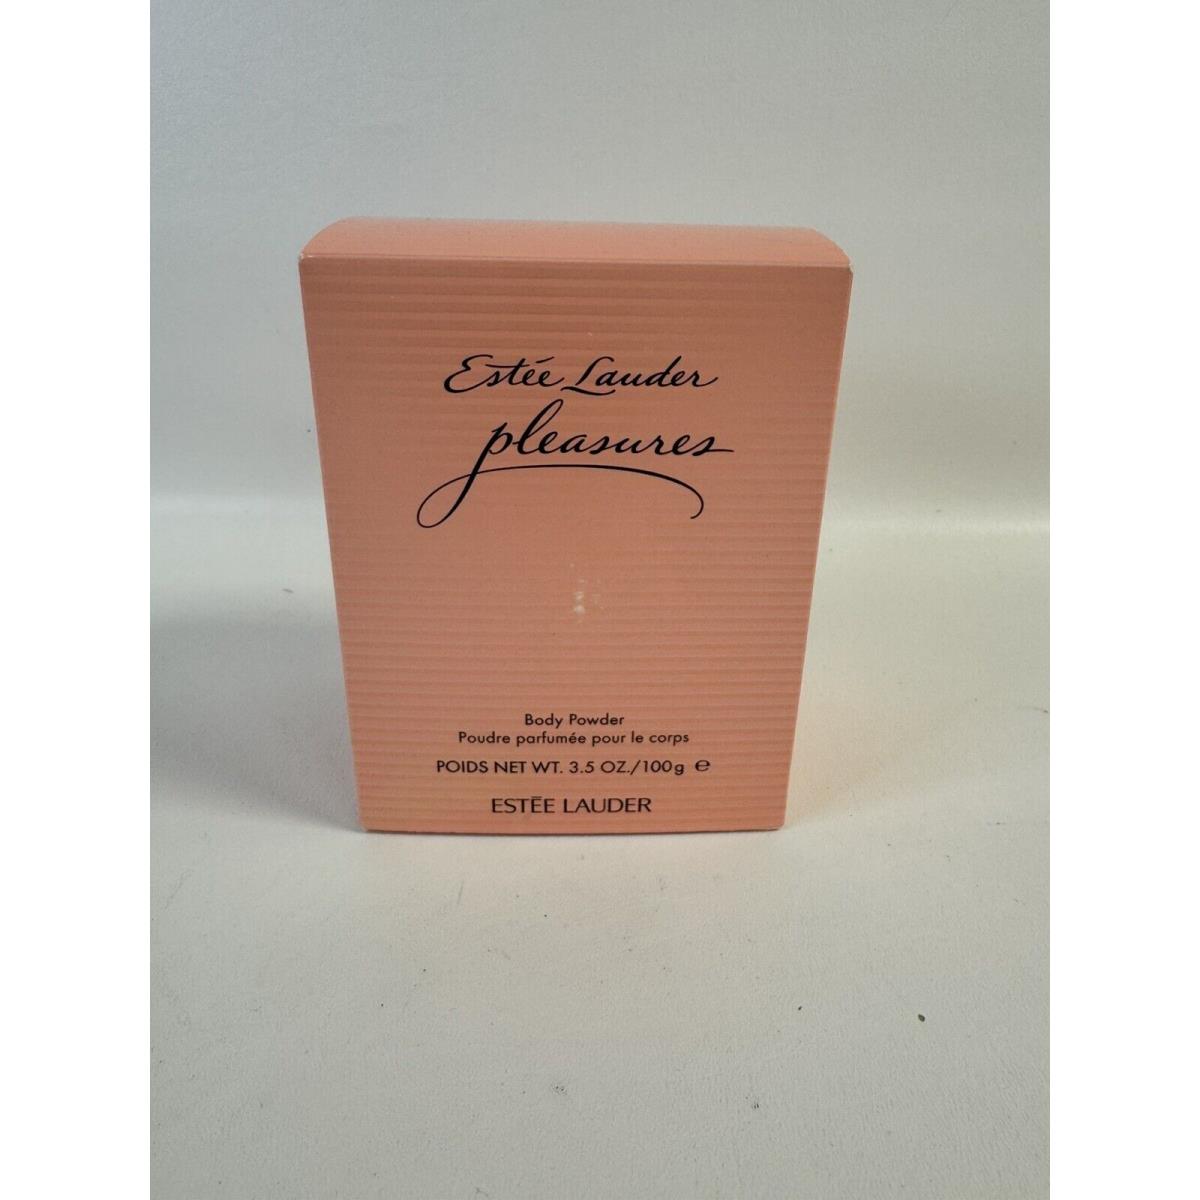 Estée Lauder
pleasures
Body Powder
Poudre parfumée pour le corps
POIDS NET WT. 3.5 OZ./100g ℮
ESTĒE LAUDER